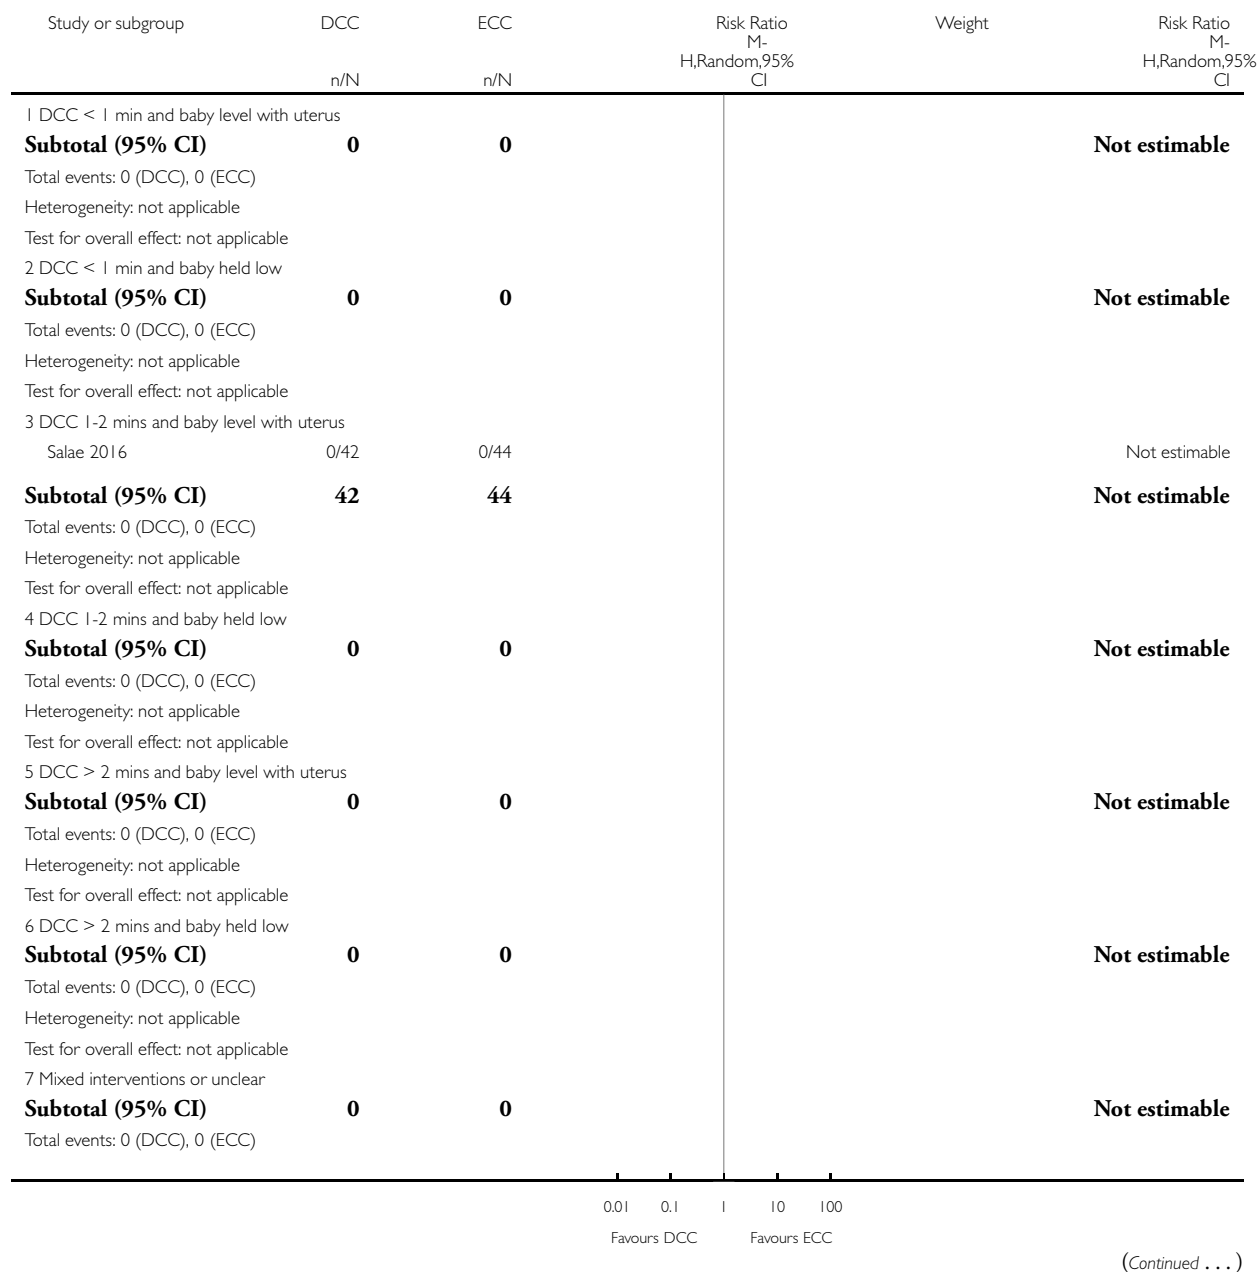 Study or subgroup DCC ECC Risk Ratio Weight Risk Ratio
M- M-
H,Random,95% H,Random,95%
n/N n/N CI CI
1 DCC < 1 min and baby level with uterus
Subtotal (95% CI) 0 0 Not estimable
Total events: 0 (DCC), 0 (ECC)
Heterogeneity: not applicable
Test for overall effect: not applicable
2 DCC < 1 min and baby held low
Subtotal (95% CI) 0 0 Not estimable
Total events: 0 (DCC), 0 (ECC)
Heterogeneity: not applicable
Test for overall effect: not applicable
3 DCC 1-2 mins and baby level with uterus
Salae 2016 0/42 0/44 Not estimable
Subtotal (95% CI) 42 44 Not estimable
Total events: 0 (DCC), 0 (ECC)
Heterogeneity: not applicable
Test for overall effect: not applicable
4 DCC 1-2 mins and baby held low
Subtotal (95% CI) 0 0 Not estimable
Total events: 0 (DCC), 0 (ECC)
Heterogeneity: not applicable
Test for overall effect: not applicable
5 DCC > 2 mins and baby level with uterus
Subtotal (95% CI) 0 0 Not estimable
Total events: 0 (DCC), 0 (ECC)
Heterogeneity: not applicable
Test for overall effect: not applicable
6 DCC > 2 mins and baby held low
Subtotal (95% CI) 0 0 Not estimable
Total events: 0 (DCC), 0 (ECC)
Heterogeneity: not applicable
Test for overall effect: not applicable
7 Mixed interventions or unclear
Subtotal (95% CI) 0 0 Not estimable
Total events: 0 (DCC), 0 (ECC)
0.01 0.1 1 10 100
Favours DCC Favours ECC
(Continued . . . )